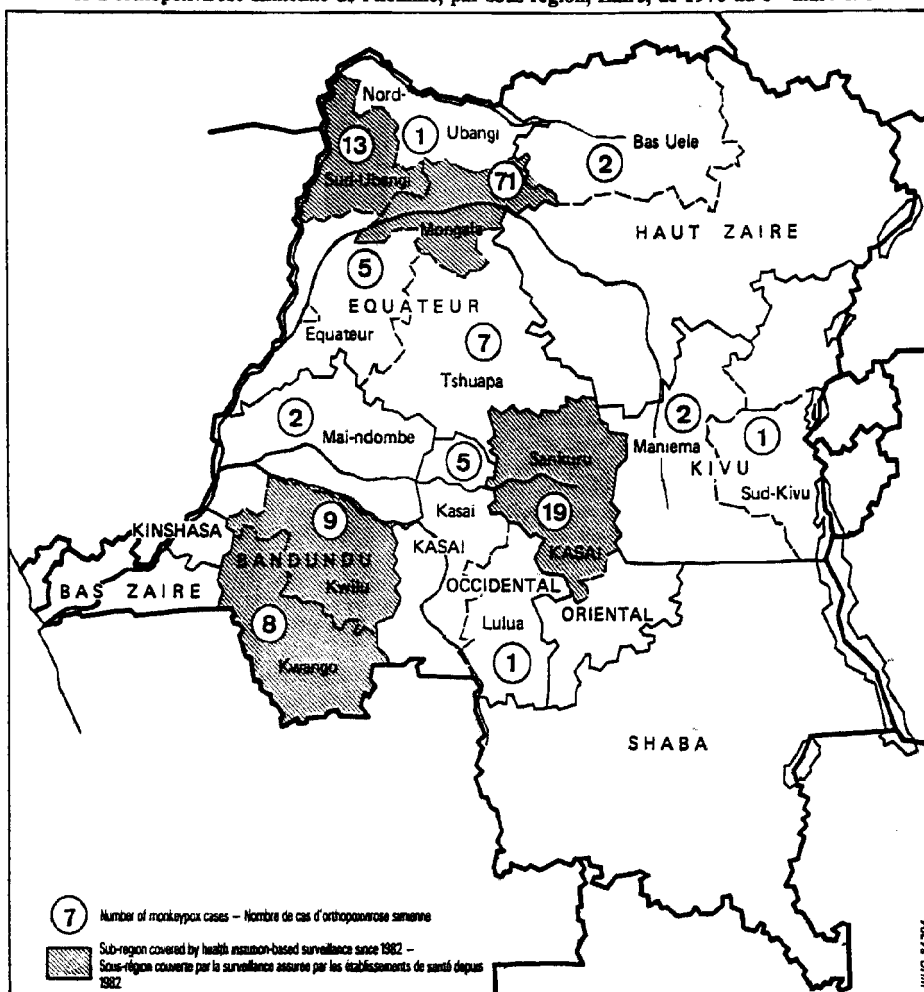 Nord-
Ubangi
13
1
Bas Uele
2
Sud-Ubangi
71
Mongala
HAUT ZAIRE
5
EQUATEUR
Equateur
7
Tshuapa
2
Mai-ndombe
5
Sankuru
2
Maniema
1
KIVU
Sud-Kivu
Kasai
19
KINSHASA
9
KASAI
KASAI
BANDUNDU
BAS ZAIRE
Kwilu
OCCIDENTAL
ORIENTAL
8
Lulua
Kwango
1
SHABA
7 Number of monkeypox cases – Nombre de cas d'orthopoxvirose simienne
Sub-region covered by health institution-based surveillance since 1982 –
Sous-région couverte par la surveillance assurée par les établissements de santé depuis
1982